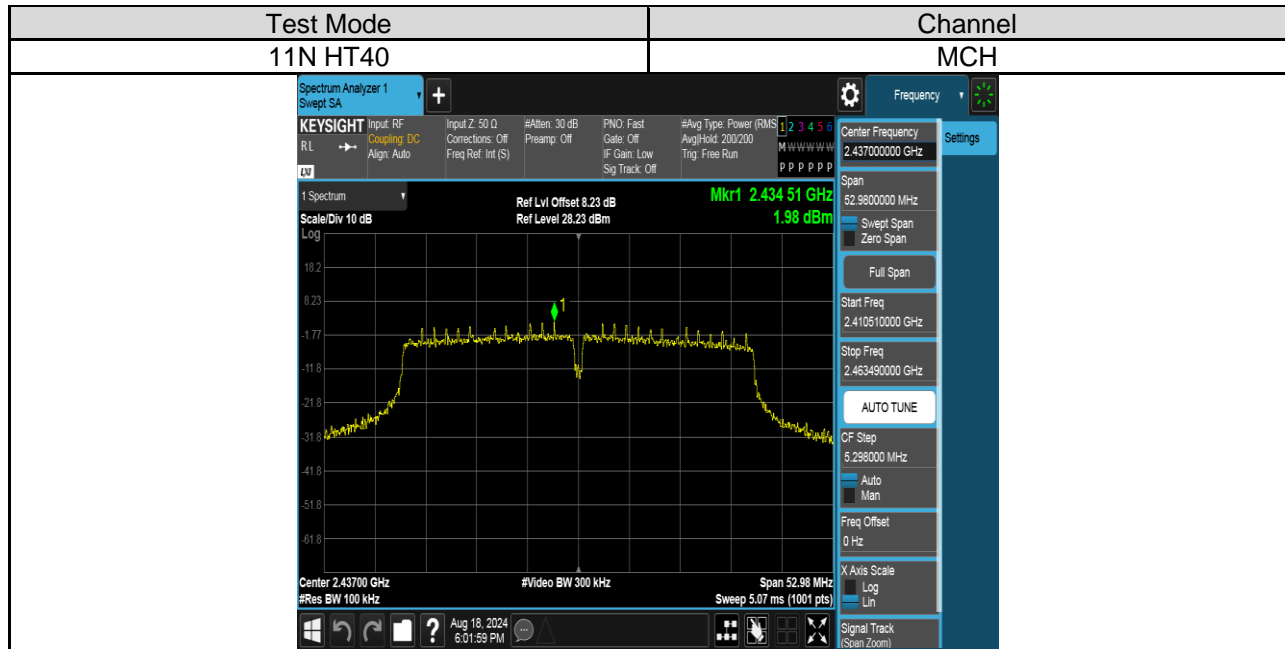 Test Mode Channel
11N HT40 MCH
Spectrum Analyzer 1
Swept SA
+
Frequency
KEYSIGHT
RL
LXI
Input: RF
Coupling: DC
Align: Auto
Input Z: 50 Ω
Corrections: Off
Freq Ref: Int (S)
#Atten: 30 dB
Preamp: Off
PNO: Fast
Gate: Off
IF Gain: Low
Sig Track: Off
#Avg Type: Power (RMS
Avg|Hold: 200/200
Trig: Free Run
1 2 3 4 5 6
M W W W W W
P P P P P P
1 Spectrum
Scale/Div 10 dB
Log
Ref Lvl Offset 8.23 dB
Ref Level 28.23 dBm
Mkr1 2.434 51 GHz
1.98 dBm
18.2
8.23
1
-1.77
-11.8
-21.8
-31.8
-41.8
-51.8
-61.8
Center 2.43700 GHz #Video BW 300 kHz Span 52.98 MHz
#Res BW 100 kHz Sweep 5.07 ms (1001 pts)
?
Aug 18, 2024
6:01:59 PM
Center Frequency
2.437000000 GHz
Settings
Span
52.9800000 MHz
Swept Span
Zero Span
Full Span
Start Freq
2.410510000 GHz
Stop Freq
2.463490000 GHz
AUTO TUNE
CF Step
5.298000 MHz
Auto
Man
Freq Offset
0 Hz
X Axis Scale
Log
Lin
Signal Track
(Span Zoom)